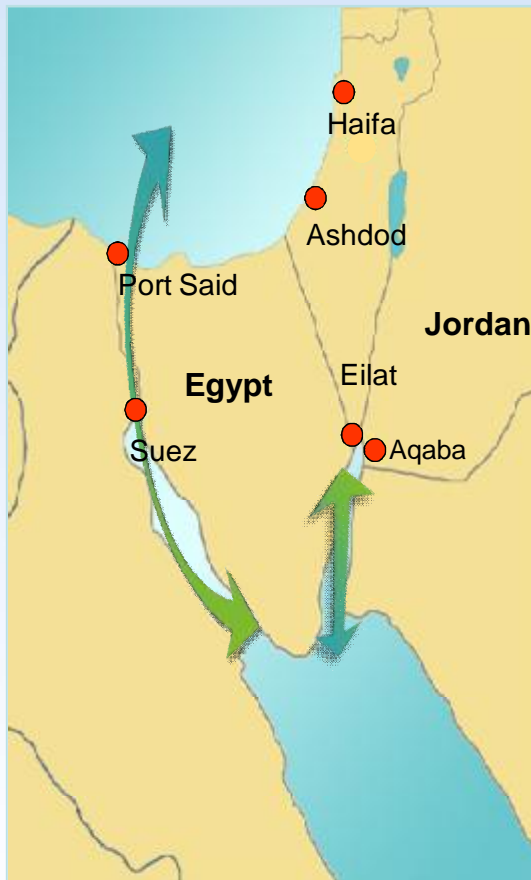 Haifa
Ashdod
Port Said
Jordan
Eilat
Egypt
Suez
Aqaba